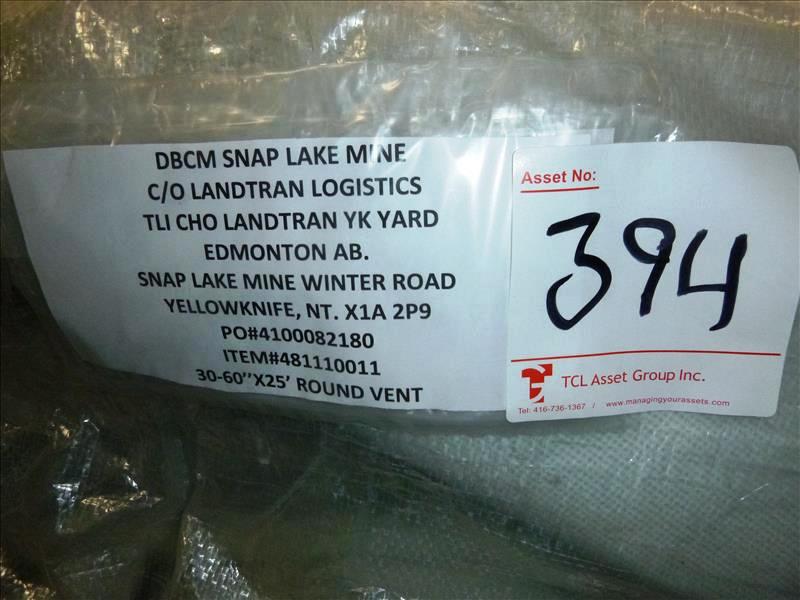 DBCM SNAP LAKE MINE
C/O LANDTRAN LOGISTICS
TLI CHO LANDTRAN YK YARD
EDMONTON AB.
SNAP LAKE MINE WINTER ROAD
YELLOWKNIFE, NT. X1A 2P9
PO#4100082180
ITEM#481110011
30-60''X25' ROUND VENT
Asset No:
394
TCL Asset Group Inc.
Tel: 416-736-1367 / www.managingyourassets.com